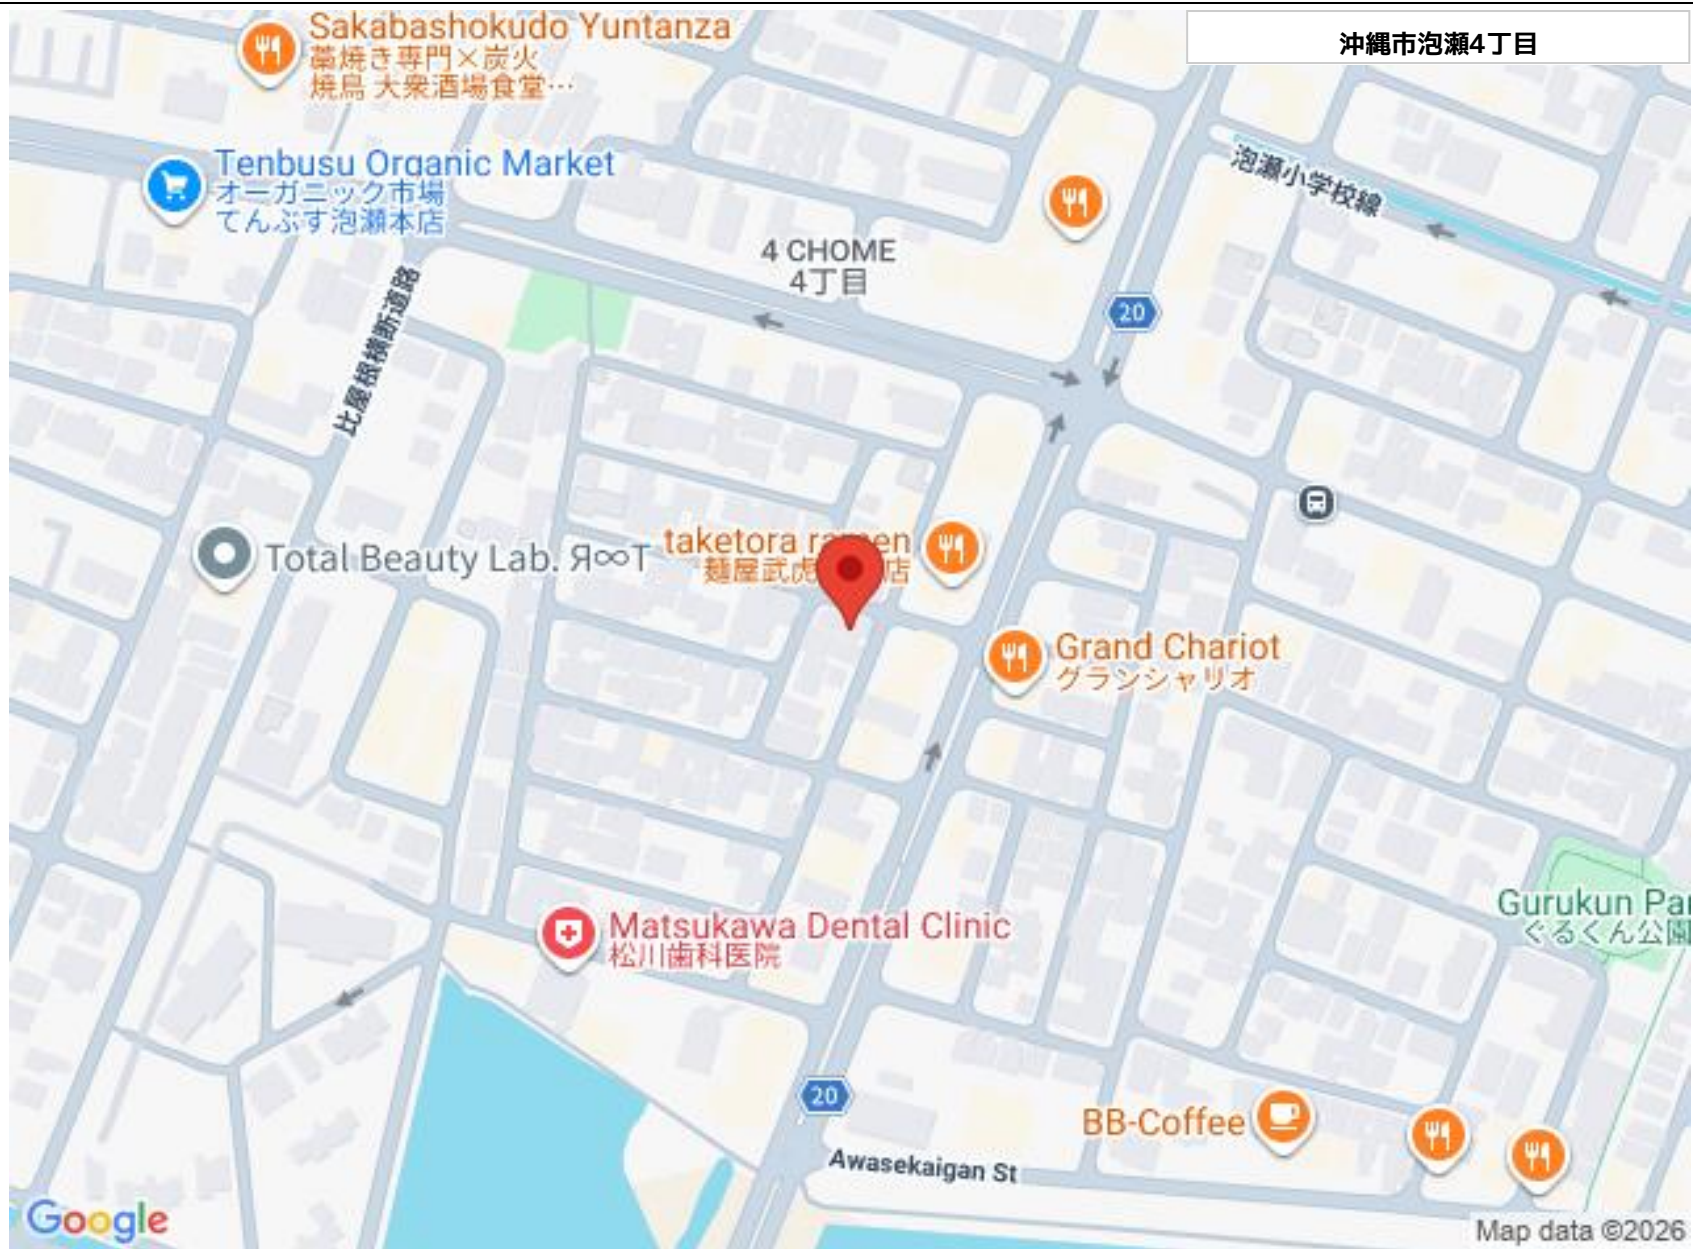 Sakabashokudo Yuntanza
藁焼き専門×炭火
焼鳥 大衆酒場食堂…
沖縄市泡瀬4丁目
Tenbusu Organic Market
オーガニック市場
てんぶす泡瀬本店
泡瀬小学校線
4 CHOME
4丁目
比屋根横断道路
20
taketora ramen
麺屋武虎 店
Total Beauty Lab. Я∞T
Grand Chariot
グランシャリオ
Gurukun Par
ぐるくん公園
Matsukawa Dental Clinic
松川歯科医院
20
BB-Coffee
Awasekaigan St
Google
Map data ©2026